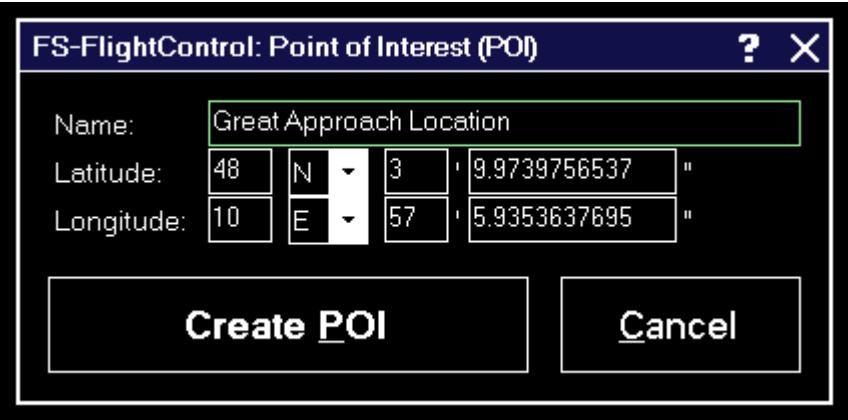 FS-FlightControl: Point of Interest (POI) ?
Name: Great Approach Location
Latitude: 48 N 3 ' 9.9739756537 "
Longitude: 10 E 57 ' 5.9353637695 "
Create POI Cancel